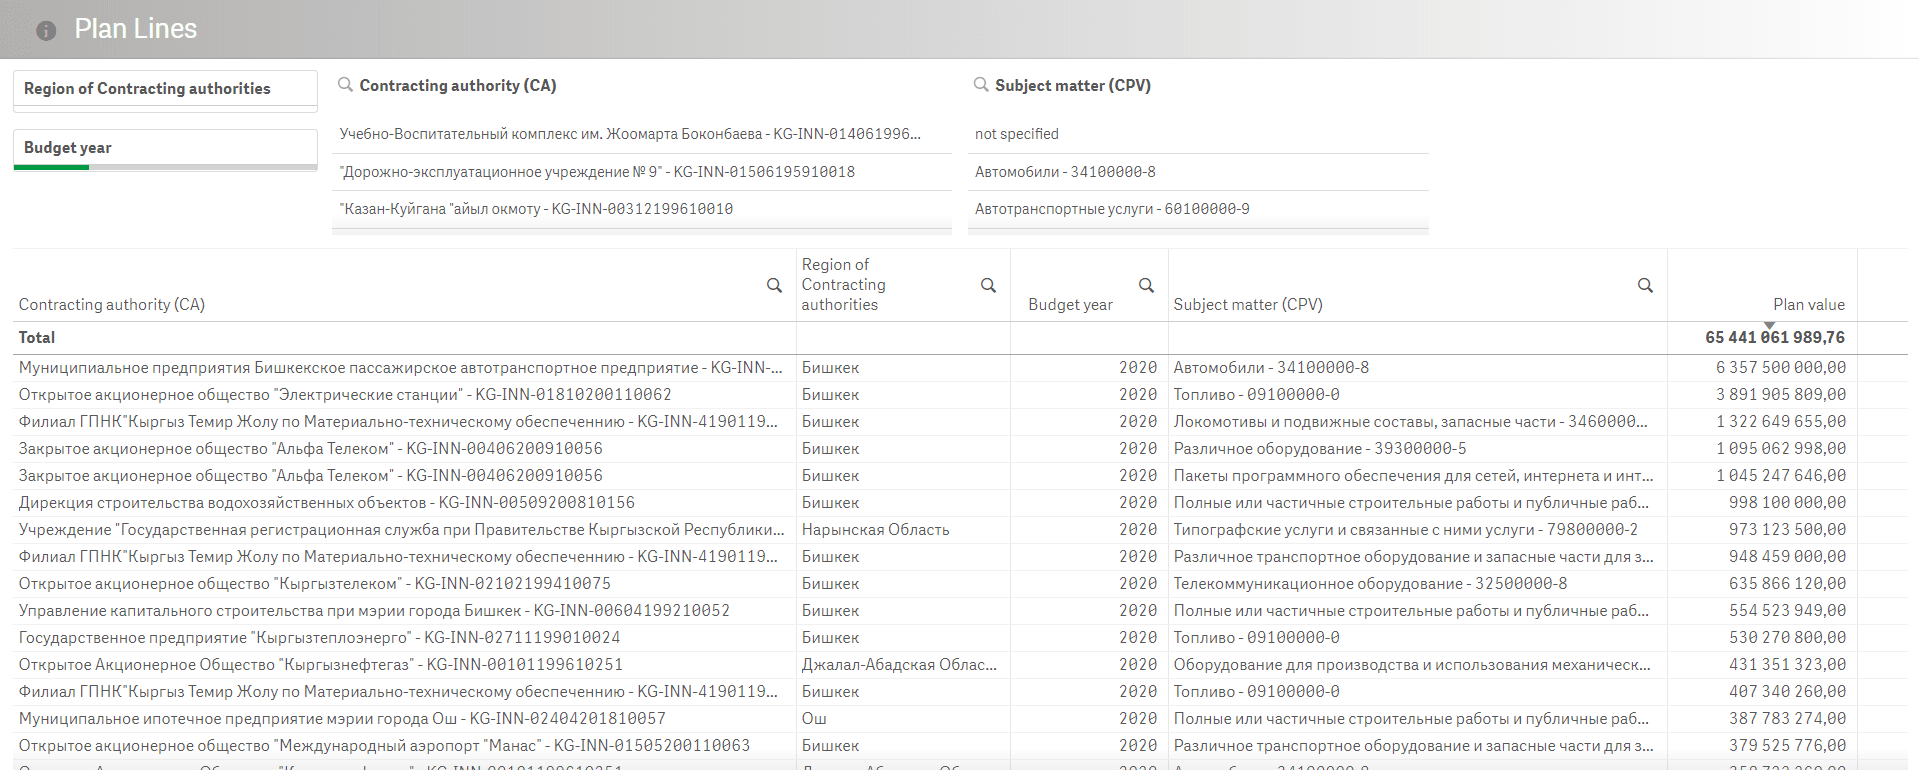 Plan Lines
Region of Contracting authorities
Budget year
Contracting authority (CA)
Учебно-Воспитательный комплекс им. Жоомарта Боконбаева - KG-INN-014061996...
"Дорожно-эксплуатационное учреждение № 9" - KG-INN-01506195910018
"Казан-Куйгана "айыл окмоту - KG-INN-00312199610010
Subject matter (CPV)
not specified
Автомобили - 34100000-8
Автотранспортные услуги - 60100000-9
Contracting authority (CA) Region of Contracting authorities Budget year Subject matter (CPV) Plan value
Total 65 441 061 989,76
Муниципиальное предприятия Бишкекское пассажирское автотранспортное предприятие - KG-INN-... Бишкек 2020 Автомобили - 34100000-8 6 357 500 000,00
Открытое акционерное общество "Электрические станции" - KG-INN-01810200110062 Бишкек 2020 Топливо - 09100000-0 3 891 905 809,00
Филиал ГПНК"Кыргыз Темир Жолу по Материально-техническому обеспеченнию - KG-INN-4190119... Бишкек 2020 Локомотивы и подвижные составы, запасные части - 3460000... 1 322 649 655,00
Закрытое акционерное общество "Альфа Телеком" - KG-INN-00406200910056 Бишкек 2020 Различное оборудование - 39300000-5 1 095 062 998,00
Закрытое акционерное общество "Альфа Телеком" - KG-INN-00406200910056 Бишкек 2020 Пакеты программного обеспечения для сетей, интернета и инт... 1 045 247 646,00
Дирекция строительства водохозяйственных объектов - KG-INN-00509200810156 Бишкек 2020 Полные или частичные строительные работы и публичные раб... 998 100 000,00
Учреждение "Государственная регистрационная служба при Правительстве Кыргызской Республики... Нарынская Область 2020 Типографские услуги и связанные с ними услуги - 79800000-2 973 123 500,00
Филиал ГПНК"Кыргыз Темир Жолу по Материально-техническому обеспеченнию - KG-INN-4190119... Бишкек 2020 Различное транспортное оборудование и запасные части для з... 948 459 000,00
Открытое акционерное общество "Кыргызтелеком" - KG-INN-02102199410075 Бишкек 2020 Телекоммуникационное оборудование - 32500000-8 635 866 120,00
Управление капитального строительства при мэрии города Бишкек - KG-INN-00604199210052 Бишкек 2020 Полные или частичные строительные работы и публичные раб... 554 523 949,00
Государственное предприятие "Кыргызтеплоэнерго" - KG-INN-02711199010024 Бишкек 2020 Топливо - 09100000-0 530 270 800,00
Открытое Акционерное Общество "Кыргызнефтегаз" - KG-INN-00101199610251 Джалал-Абадская Облас... 2020 Оборудование для производства и использования механическ... 431 351 323,00
Филиал ГПНК"Кыргыз Темир Жолу по Материально-техническому обеспеченнию - KG-INN-4190119... Бишкек 2020 Топливо - 09100000-0 407 340 260,00
Муниципальное ипотечное предприятие мэрии города Ош - KG-INN-02404201810057 Ош 2020 Полные или частичные строительные работы и публичные раб... 387 783 274,00
Открытое акционерное общество "Международный аэропорт "Манас" - KG-INN-01505200110063 Бишкек 2020 Различное транспортное оборудование и запасные части для з... 379 525 776,00